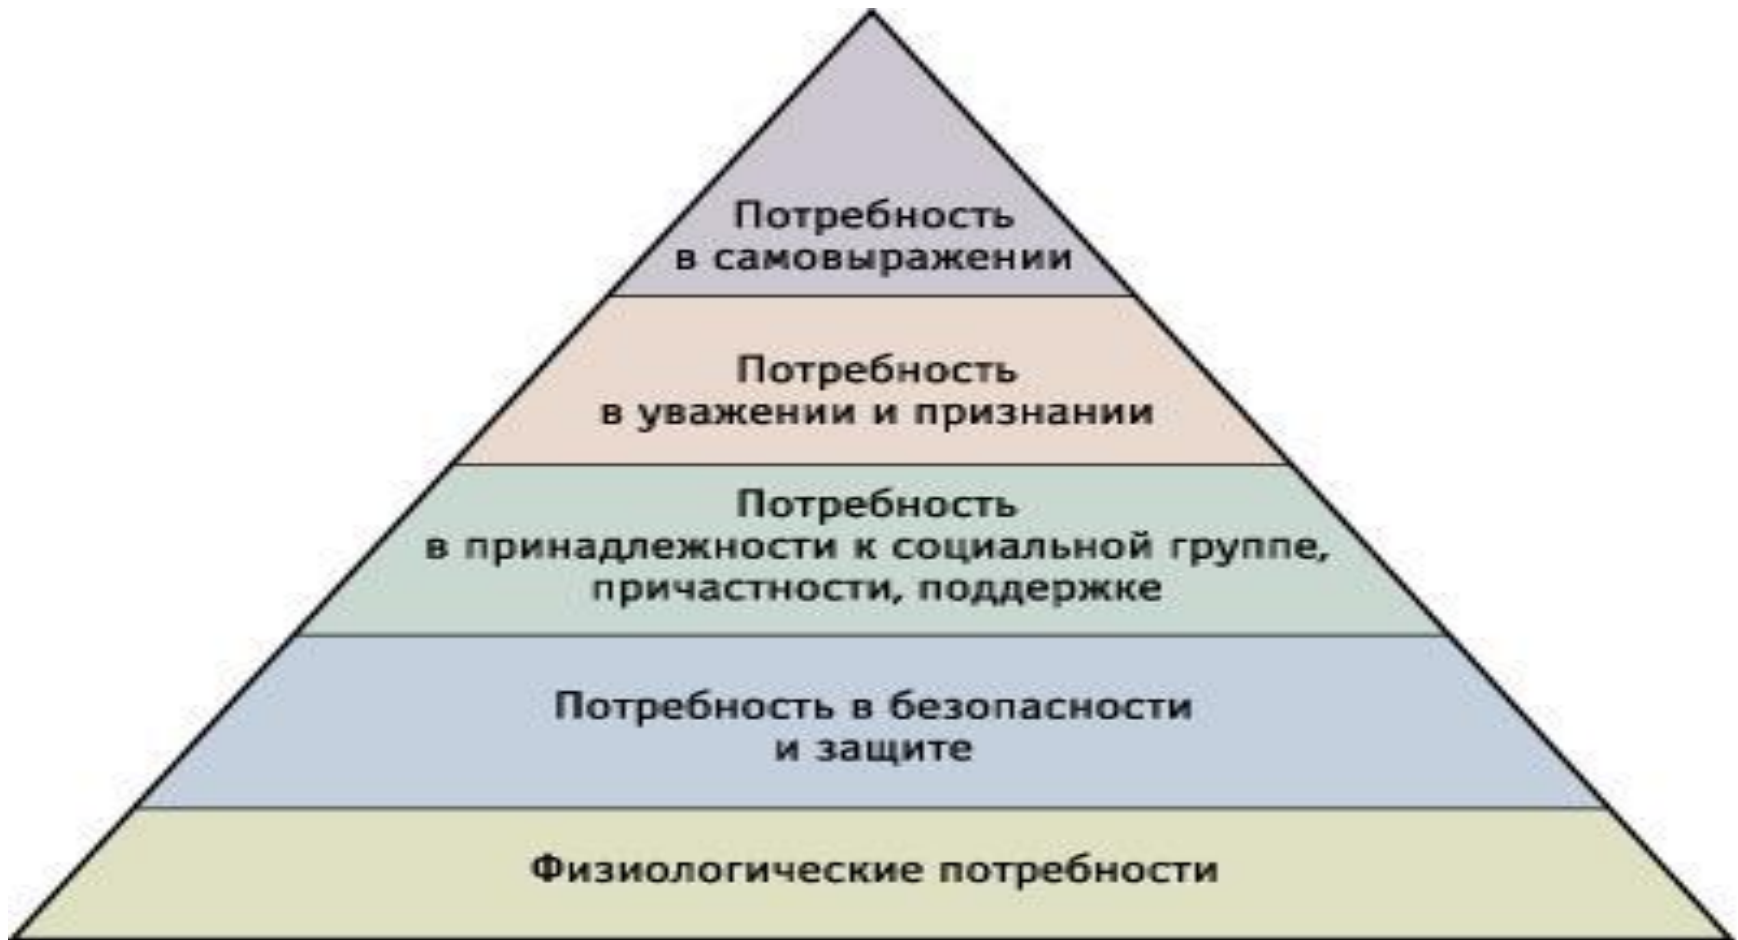 Потребность
в самовыражении
Потребность
в уважении и признании
Потребность
в принадлежности к социальной группе,
причастности, поддержке
Потребность в безопасности
и защите
Физиологические потребности